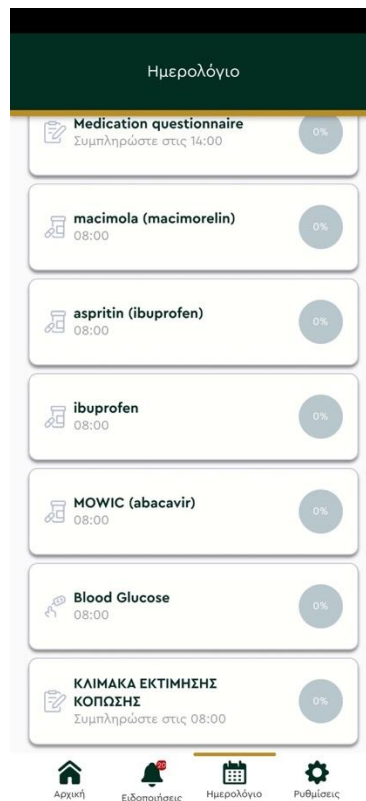 Ημερολόγιο
Medication questionnaire
Συμπληρώστε στις 14:00
0%
macimola (macimorelin)
08:00
0%
aspritin (ibuprofen)
08:00
0%
ibuprofen
08:00
0%
MOWIC (abacavir)
08:00
0%
Blood Glucose
08:00
0%
ΚΛΙΜΑΚΑ ΕΚΤΙΜΗΣΗΣ
ΚΟΠΩΣΗΣ
Συμπληρώστε στις 08:00
0%
20
Αρχική
Ειδοποιήσεις
Ημερολόγιο
Ρυθμίσεις